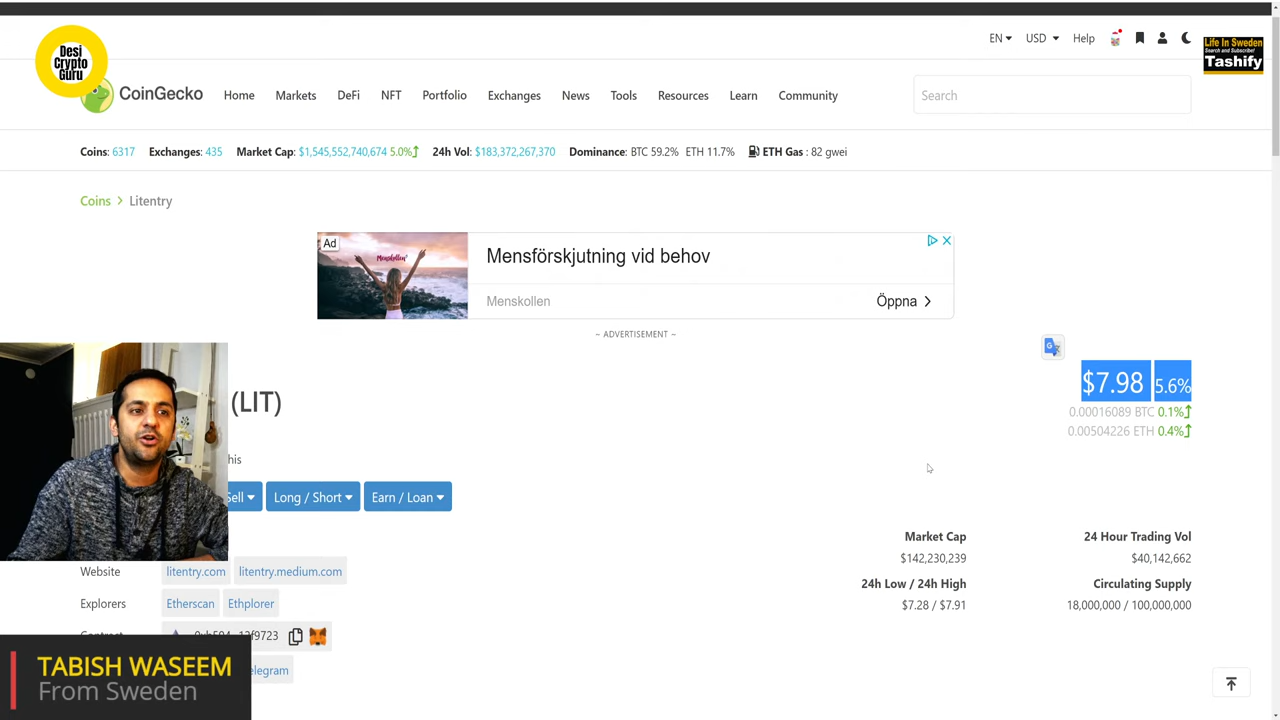 Desi
Crypto
Guru
EN
USD
Help
Life In Sweden
Search and Subscribe!
Tashify
CoinGecko
Home
Markets
DeFi
NFT
Portfolio
Exchanges
News
Tools
Resources
Learn
Community
Search
Coins: 6317
Exchanges: 435
Market Cap: $1,545,552,740,674 5.0%
24h Vol: $183,372,267,370
Dominance: BTC 59.2% ETH 11.7%
ETH Gas : 82 gwei
Coins > Litentry
Ad
Menskollen
Mensförskjutning vid behov
Menskollen
Öppna
~ ADVERTISEMENT ~
$7.98 5.6%
0.00016089 BTC 0.1%
0.00504226 ETH 0.4%
(LIT)
his
Sell
Long / Short
Earn / Loan
Market Cap
$142,230,239
24 Hour Trading Vol
$40,142,662
24h Low / 24h High
$7.28 / $7.91
Circulating Supply
18,000,000 / 100,000,000
Website
litentry.com
litentry.medium.com
Explorers
Etherscan
Ethplorer
elegram
TABISH WASEEM
From Sweden